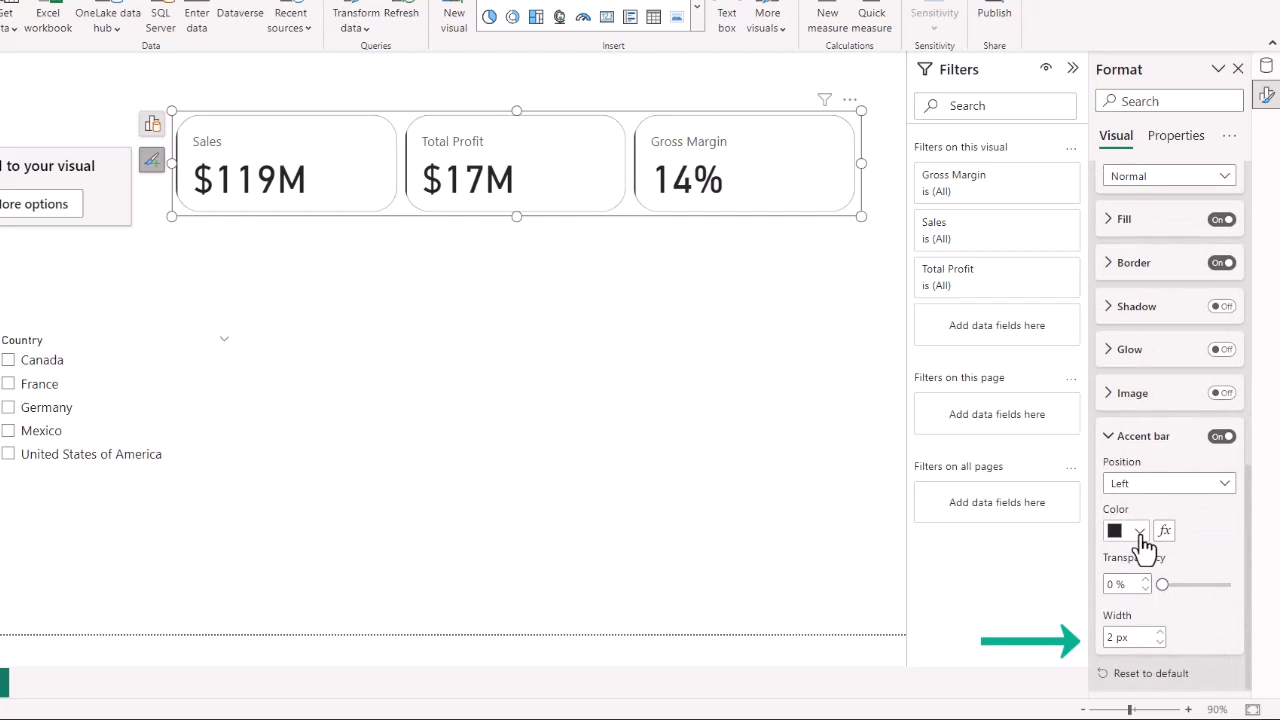 Get
data
Excel
workbook
OneLake data
hub
SQL
Server
Enter
data
Dataverse
Recent
sources
Data
Transform
data
Refresh
Queries
New
visual
Text
box
More
visuals
Insert
New
measure
Quick
measure
Calculations
Sensitivity
Sensitivity
Publish
Share
d to your visual
More options
Sales
$119M
Total Profit
$17M
Gross Margin
14%
Country
Canada
France
Germany
Mexico
United States of America
Filters
Search
Filters on this visual
Gross Margin
is (All)
Sales
is (All)
Total Profit
is (All)
Add data fields here
Filters on this page
Add data fields here
Filters on all pages
Add data fields here
Format
Search
Visual
Properties
Normal
Fill
On
Border
On
Shadow
Off
Glow
Off
Image
Off
Accent bar
On
Position
Left
Color
fx
Transparency
0 %
Width
2 px
Reset to default
- + 90%